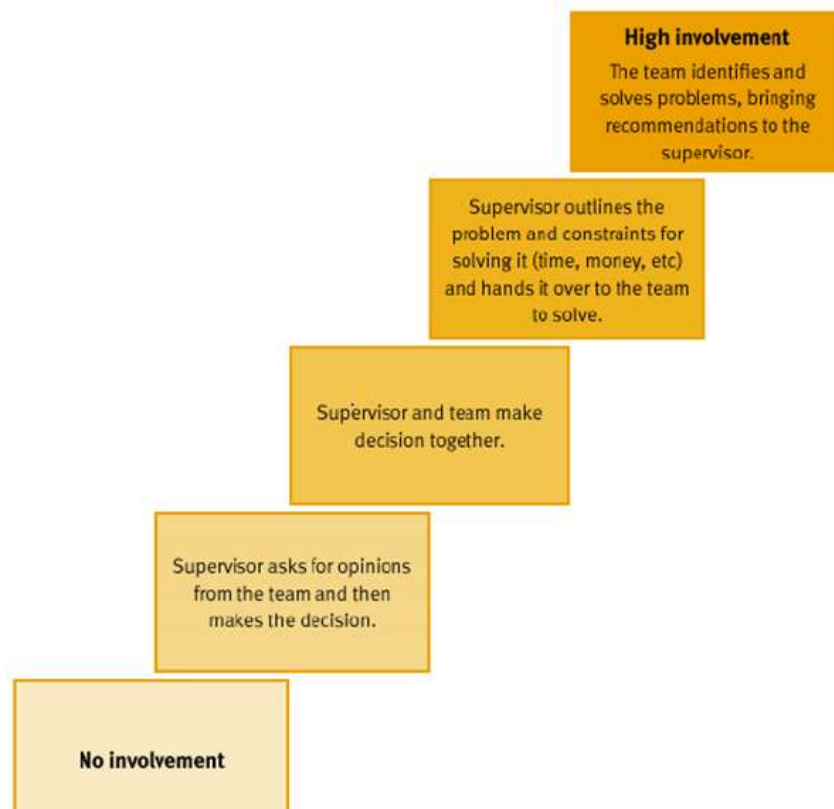 High involvement
The team identifies and
solves problems, bringing
recommendations to the
supervisor.
Supervisor outlines the
problem and constraints for
solving it (time, money, etc)
and hands it over to the team
to solve.
Supervisor and team make
decision together.
Supervisor asks for opinions
from the team and then
makes the decision.
No involvement